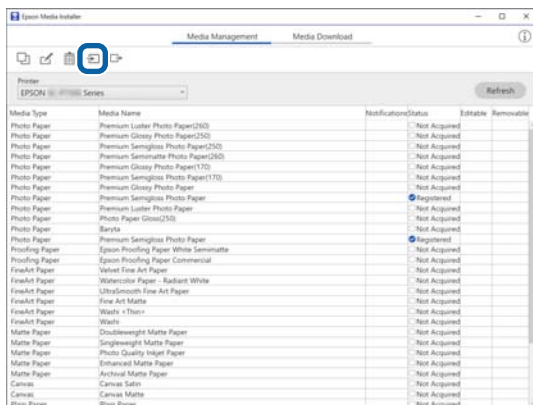 Epson Media Installer
Media Management Media Download
Printer
EPSON Series
Refresh
Media Type Media Name Notifications Status Editable Removable
Photo Paper Premium Luster Photo Paper(260) Not Acquired
Photo Paper Premium Glossy Photo Paper(250) Not Acquired
Photo Paper Premium Semigloss Photo Paper(250) Not Acquired
Photo Paper Premium Semimatte Photo Paper(260) Not Acquired
Photo Paper Premium Glossy Photo Paper(170) Not Acquired
Photo Paper Premium Semigloss Photo Paper(170) Not Acquired
Photo Paper Premium Glossy Photo Paper Not Acquired
Photo Paper Premium Semigloss Photo Paper Registered
Photo Paper Premium Luster Photo Paper Not Acquired
Photo Paper Photo Paper Gloss(250) Not Acquired
Photo Paper Baryta Not Acquired
Photo Paper Premium Semigloss Photo Paper Registered
Proofing Paper Epson Proofing Paper White Semimatte Not Acquired
Proofing Paper Epson Proofing Paper Commercial Not Acquired
FineArt Paper Velvet Fine Art Paper Not Acquired
FineArt Paper Watercolor Paper - Radiant White Not Acquired
FineArt Paper UltraSmooth Fine Art Paper Not Acquired
FineArt Paper Fine Art Matte Not Acquired
FineArt Paper Washi <Thin> Not Acquired
FineArt Paper Washi Not Acquired
Matte Paper Doubleweight Matte Paper Not Acquired
Matte Paper Singleweight Matte Paper Not Acquired
Matte Paper Photo Quality Inkjet Paper Not Acquired
Matte Paper Enhanced Matte Paper Not Acquired
Matte Paper Archival Matte Paper Not Acquired
Canvas Canvas Satin Not Acquired
Canvas Canvas Matte Not Acquired
Plain Paper Plain Paper Not Acquired